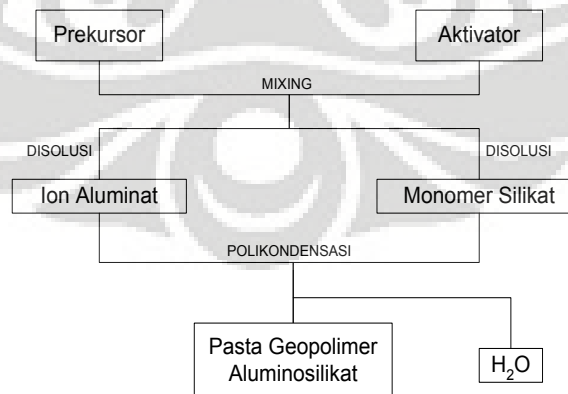 Prekursor
Aktivator
MIXING
DISOLUSI
DISOLUSI
Ion Aluminat
Monomer Silikat
POLIKONDENSASI
Pasta Geopolimer
Aluminosilikat
H₂O